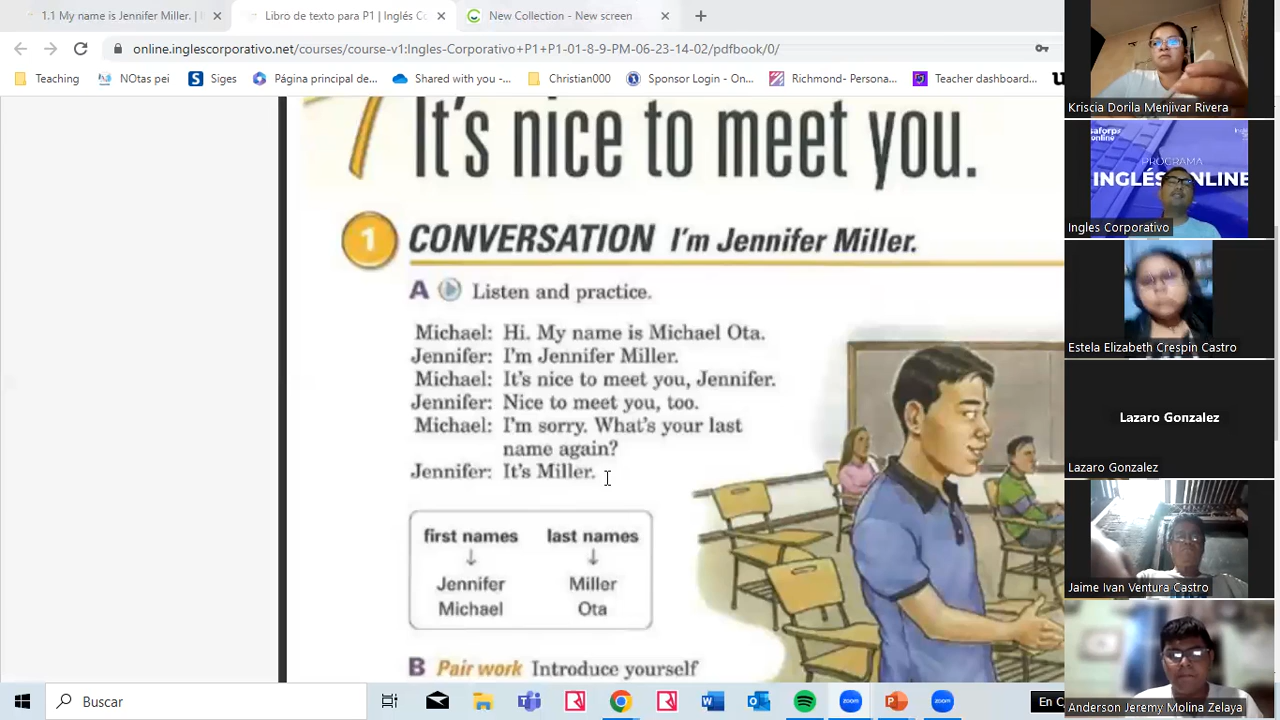 1.1 My name is Jennifer Miller. |
Libro de texto para P1 | Inglés Co
New Collection - New screen
online.inglescorporativo.net/courses/course-v1:Ingles-Corporativo+P1+P1-01-8-9-PM-06-23-14-02/pdfbook/0/
Teaching
NOtas pei
Siges
Página principal de...
Shared with you -...
Christian000
Sponsor Login - On...
Richmond- Persona...
Teacher dashboard...
It's nice to meet you.
1 CONVERSATION I'm Jennifer Miller.
A Listen and practice.
Michael: Hi. My name is Michael Ota.
Jennifer: I'm Jennifer Miller.
Michael: It's nice to meet you, Jennifer.
Jennifer: Nice to meet you, too.
Michael: I'm sorry. What's your last
name again?
Jennifer: It's Miller.
first names last names
Jennifer Miller
Michael Ota
B Pair work Introduce yourself
Kriscia Dorila Menjivar Rivera
saforp
online
PROGRAMA
INGLÉS ONLINE
Ingles Corporativo
Estela Elizabeth Crespin Castro
Lazaro Gonzalez
Lazaro Gonzalez
Jaime Ivan Ventura Castro
Anderson Jeremy Molina Zelaya
Buscar
zoom
zoom
En C